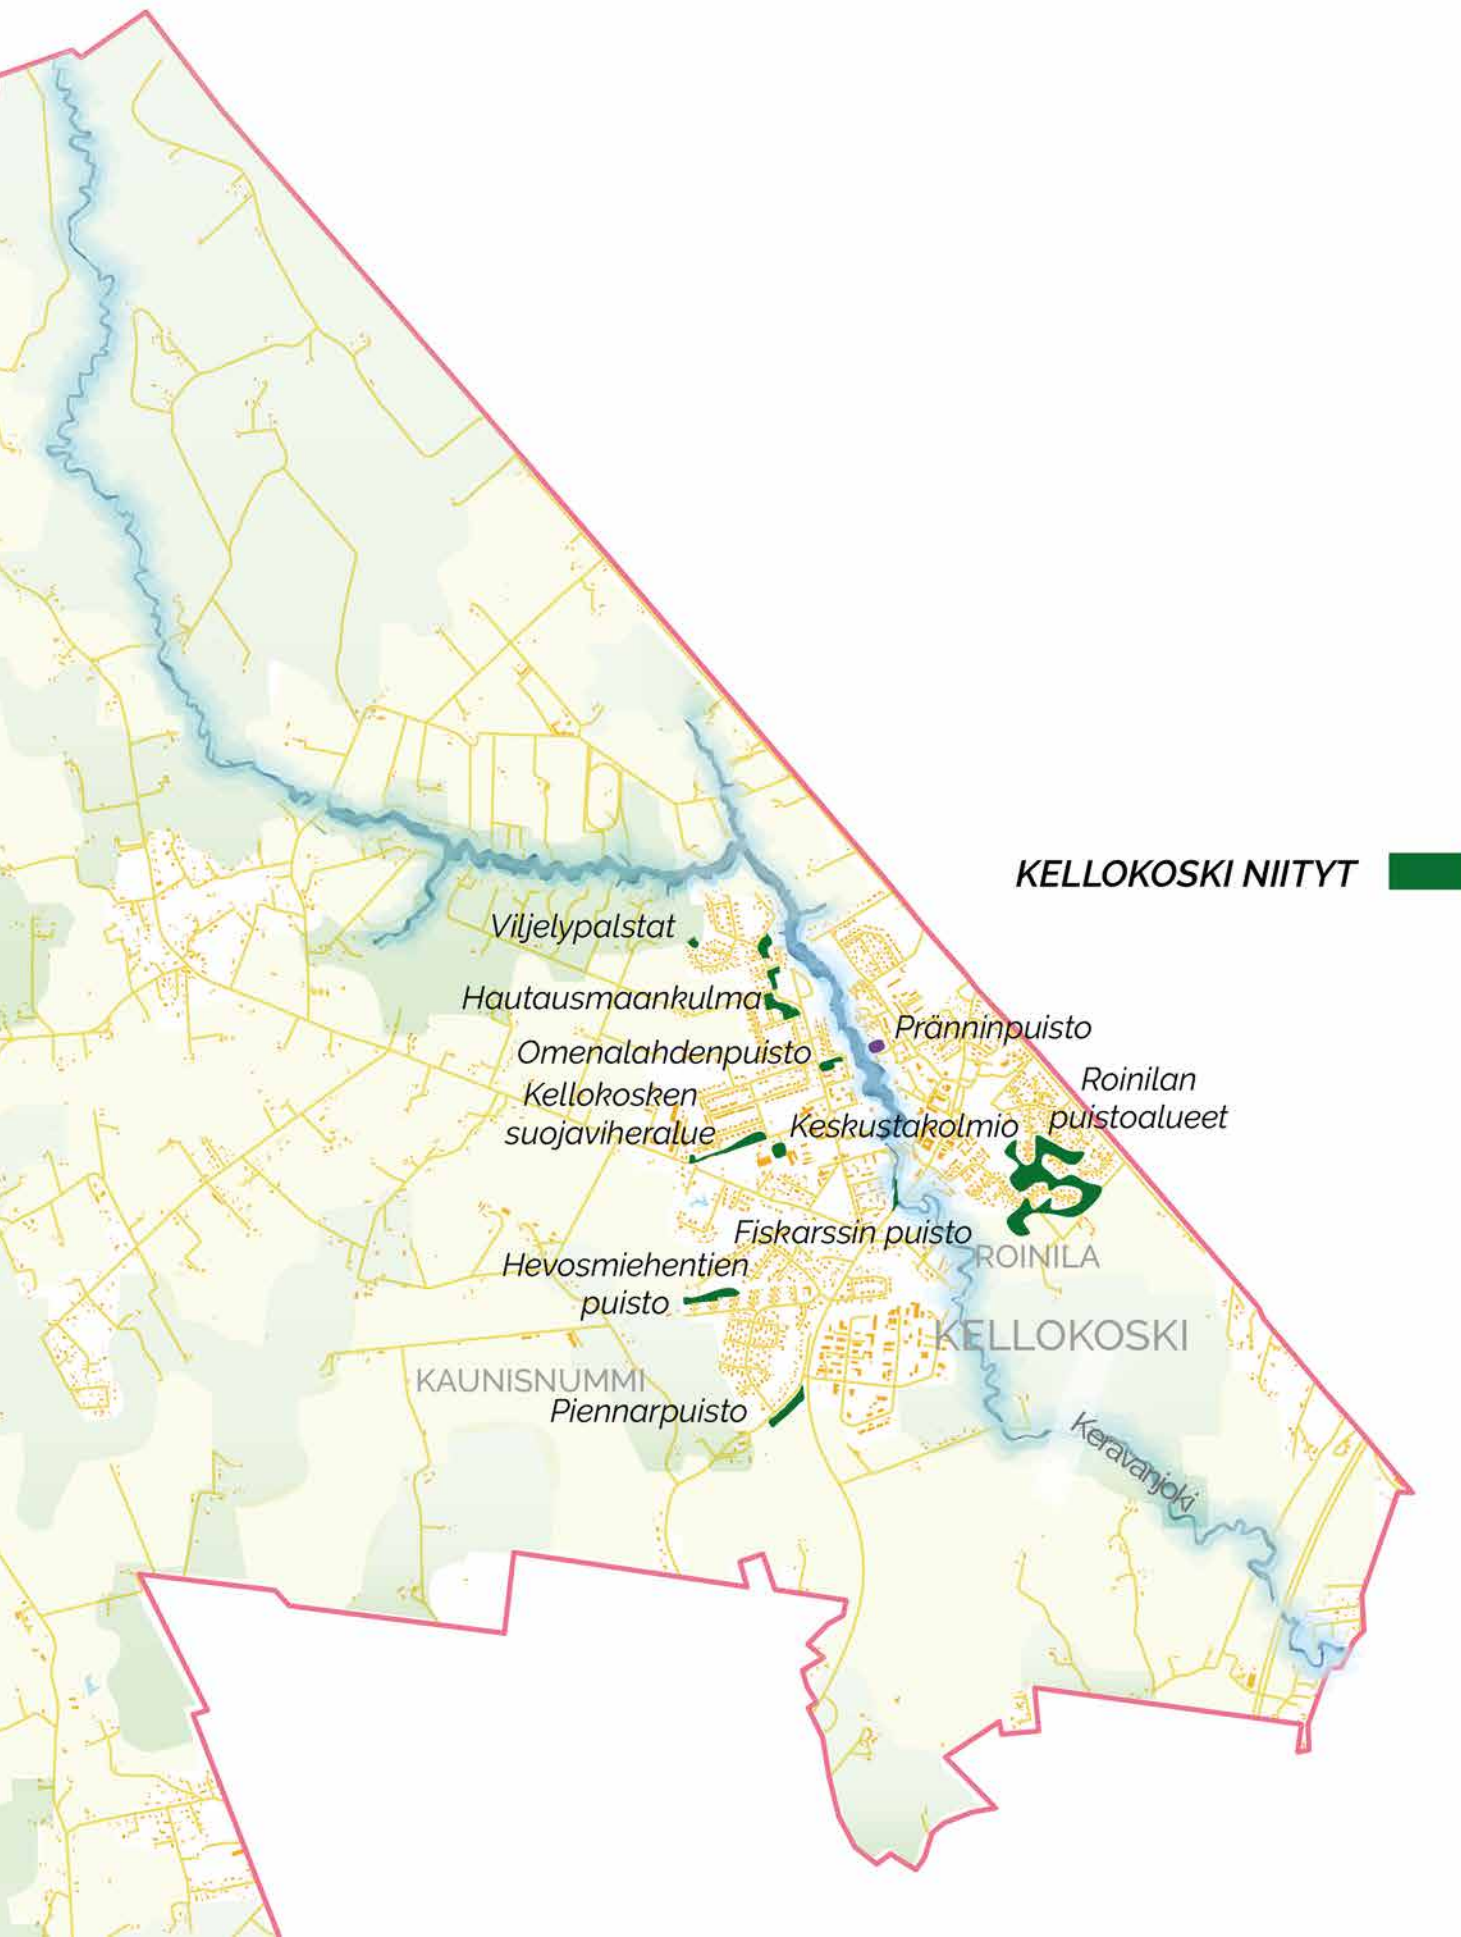 KELLOKOSKI NIITYT
Viljelypalstat
Hautausmaankulma
Pränninpuisto
Omenalahdenpuisto
Roinilan
puistoalueet
Kellokosken
suojaviheralue
Keskustakolmio
Fiskarssin puisto
ROINILA
Hevosmiehentien
puisto
KELLOKOSKI
KAUNISNUMMI
Piennarpuisto
Keravanjoki